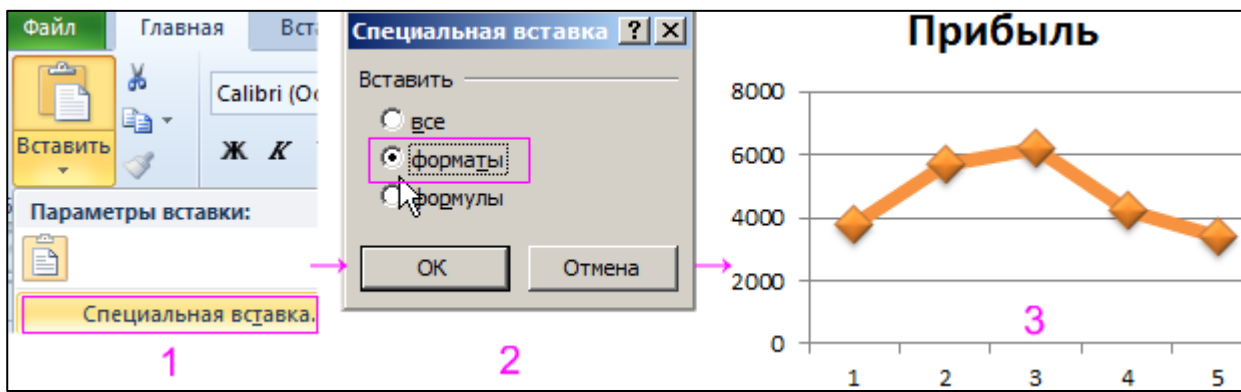 Файл Главная Вст
Calibri (Ос
Вставить Ж К
Параметры вставки:
Специальная вставка.
1
Специальная вставка ? X
Вставить
все
форматы
формулы
ОК Отмена
2
Прибыль
8000
6000
4000
2000
0
1 2 3 4 5
3